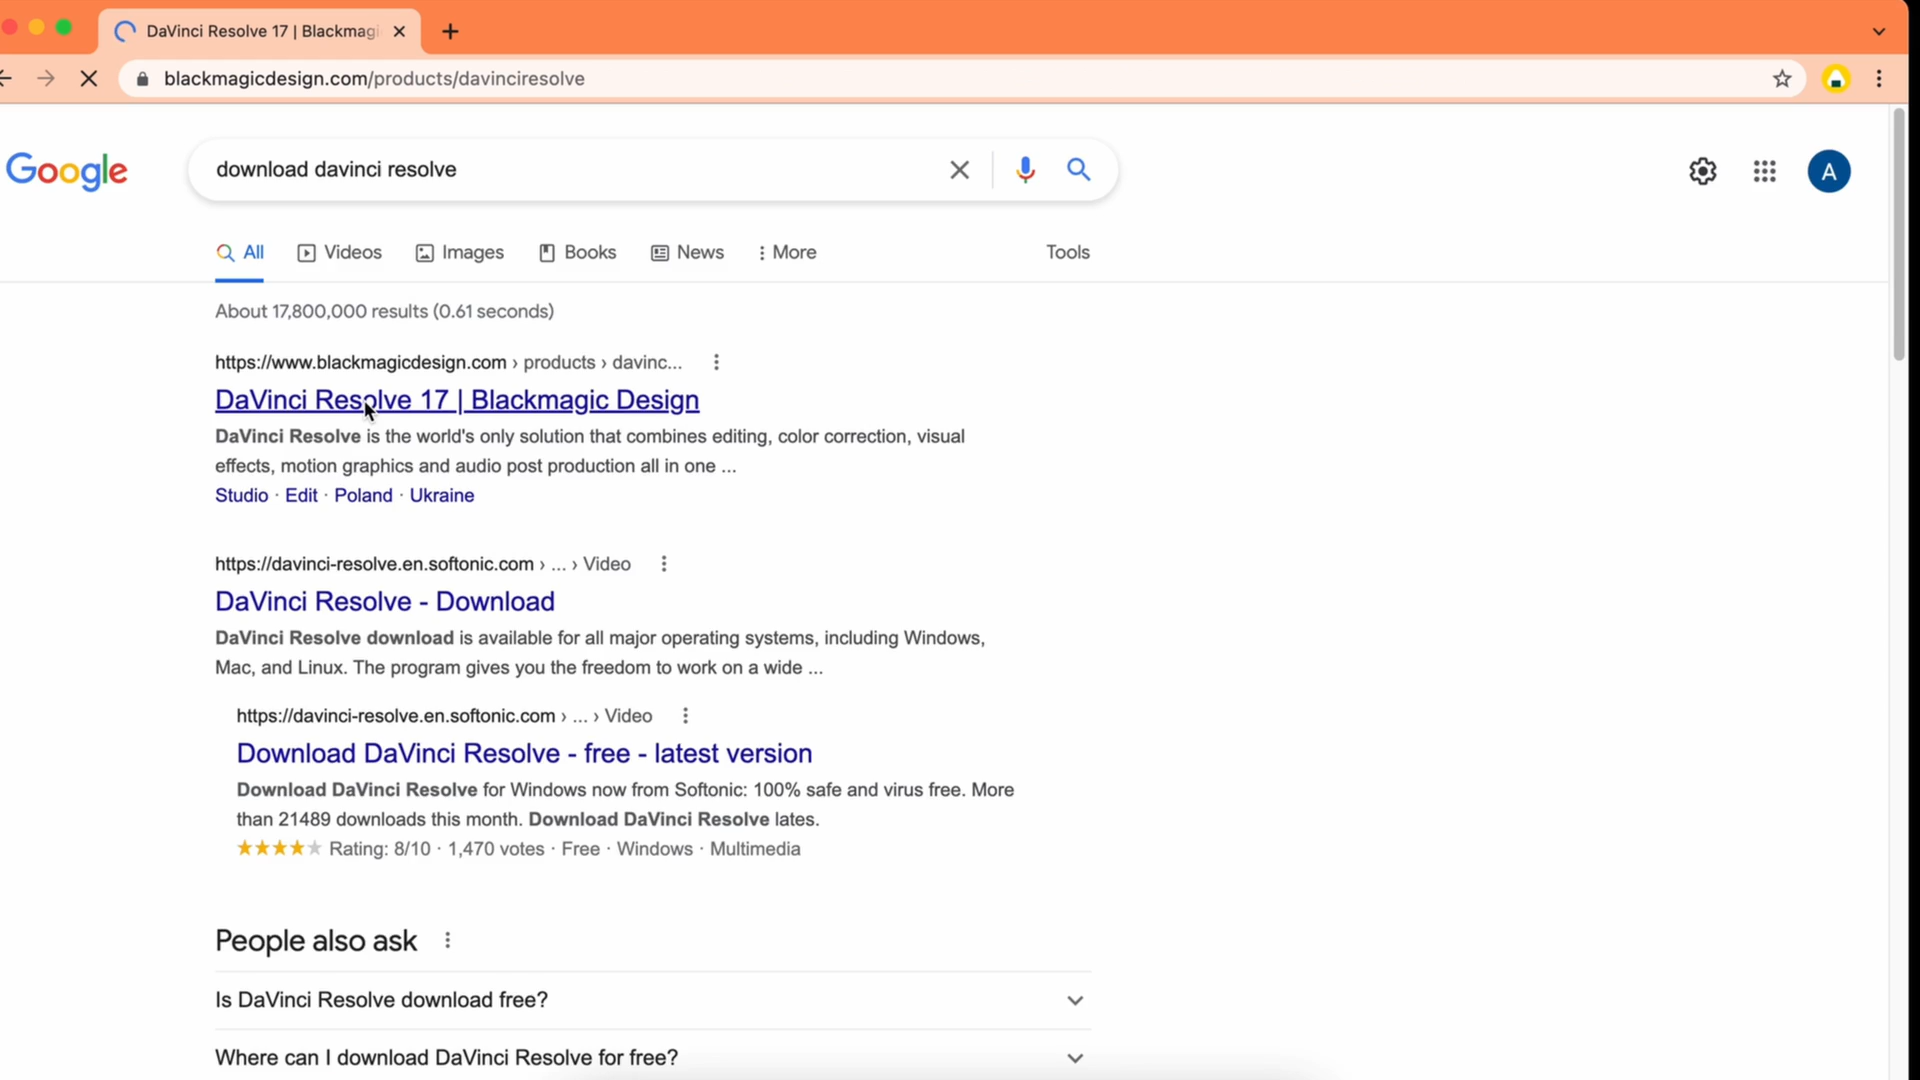 DaVinci Resolve 17 | Blackmagi
blackmagicdesign.com/products/davinciresolve
Google
download davinci resolve
A
All
Videos
Images
Books
News
More
Tools
About 17,800,000 results (0.61 seconds)
https://www.blackmagicdesign.com › products › davinc...
DaVinci Resolve 17 | Blackmagic Design
DaVinci Resolve is the world's only solution that combines editing, color correction, visual
effects, motion graphics and audio post production all in one ...
Studio · Edit · Poland · Ukraine
https://davinci-resolve.en.softonic.com › ... › Video
DaVinci Resolve - Download
DaVinci Resolve download is available for all major operating systems, including Windows,
Mac, and Linux. The program gives you the freedom to work on a wide ...
https://davinci-resolve.en.softonic.com › ... › Video
Download DaVinci Resolve - free - latest version
Download DaVinci Resolve for Windows now from Softonic: 100% safe and virus free. More
than 21489 downloads this month. Download DaVinci Resolve lates.
Rating: 8/10 · 1,470 votes · Free · Windows · Multimedia
People also ask
Is DaVinci Resolve download free?
Where can I download DaVinci Resolve for free?